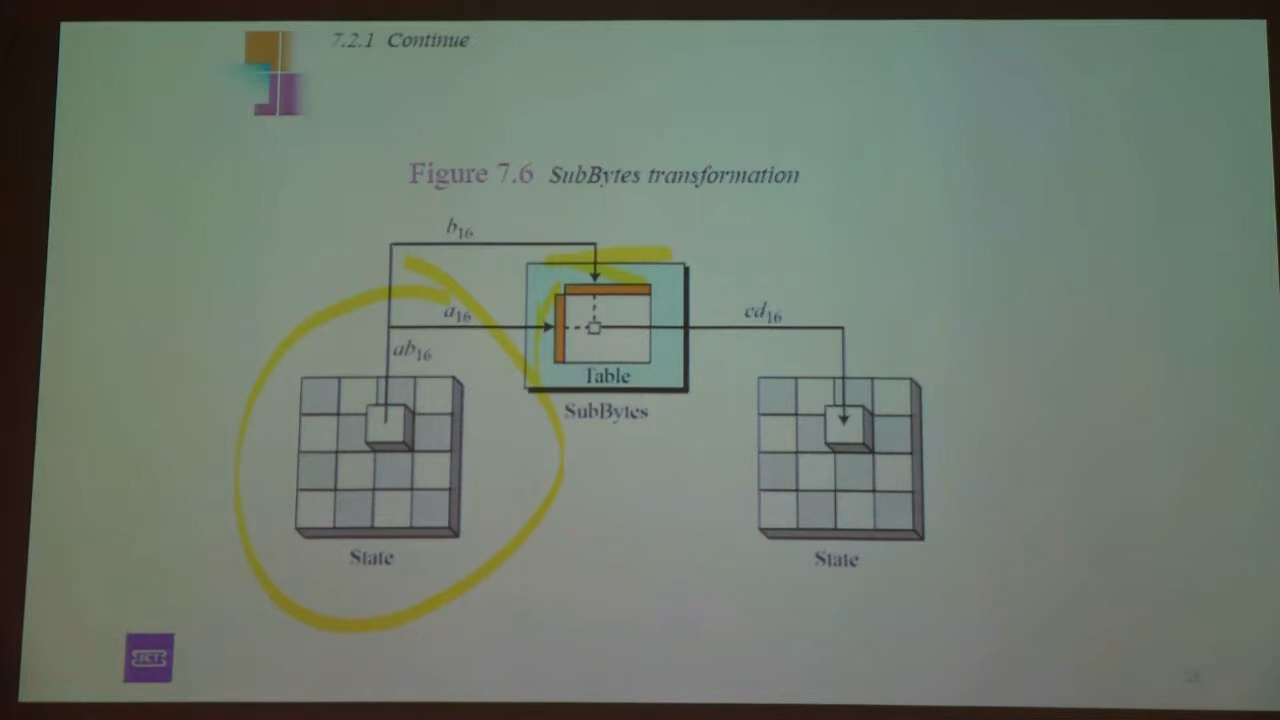 7.2.1 Continue
Figure 7.6 SubBytes transformation
b16
a16
cd16
ab16
Table
SubBytes
State
State